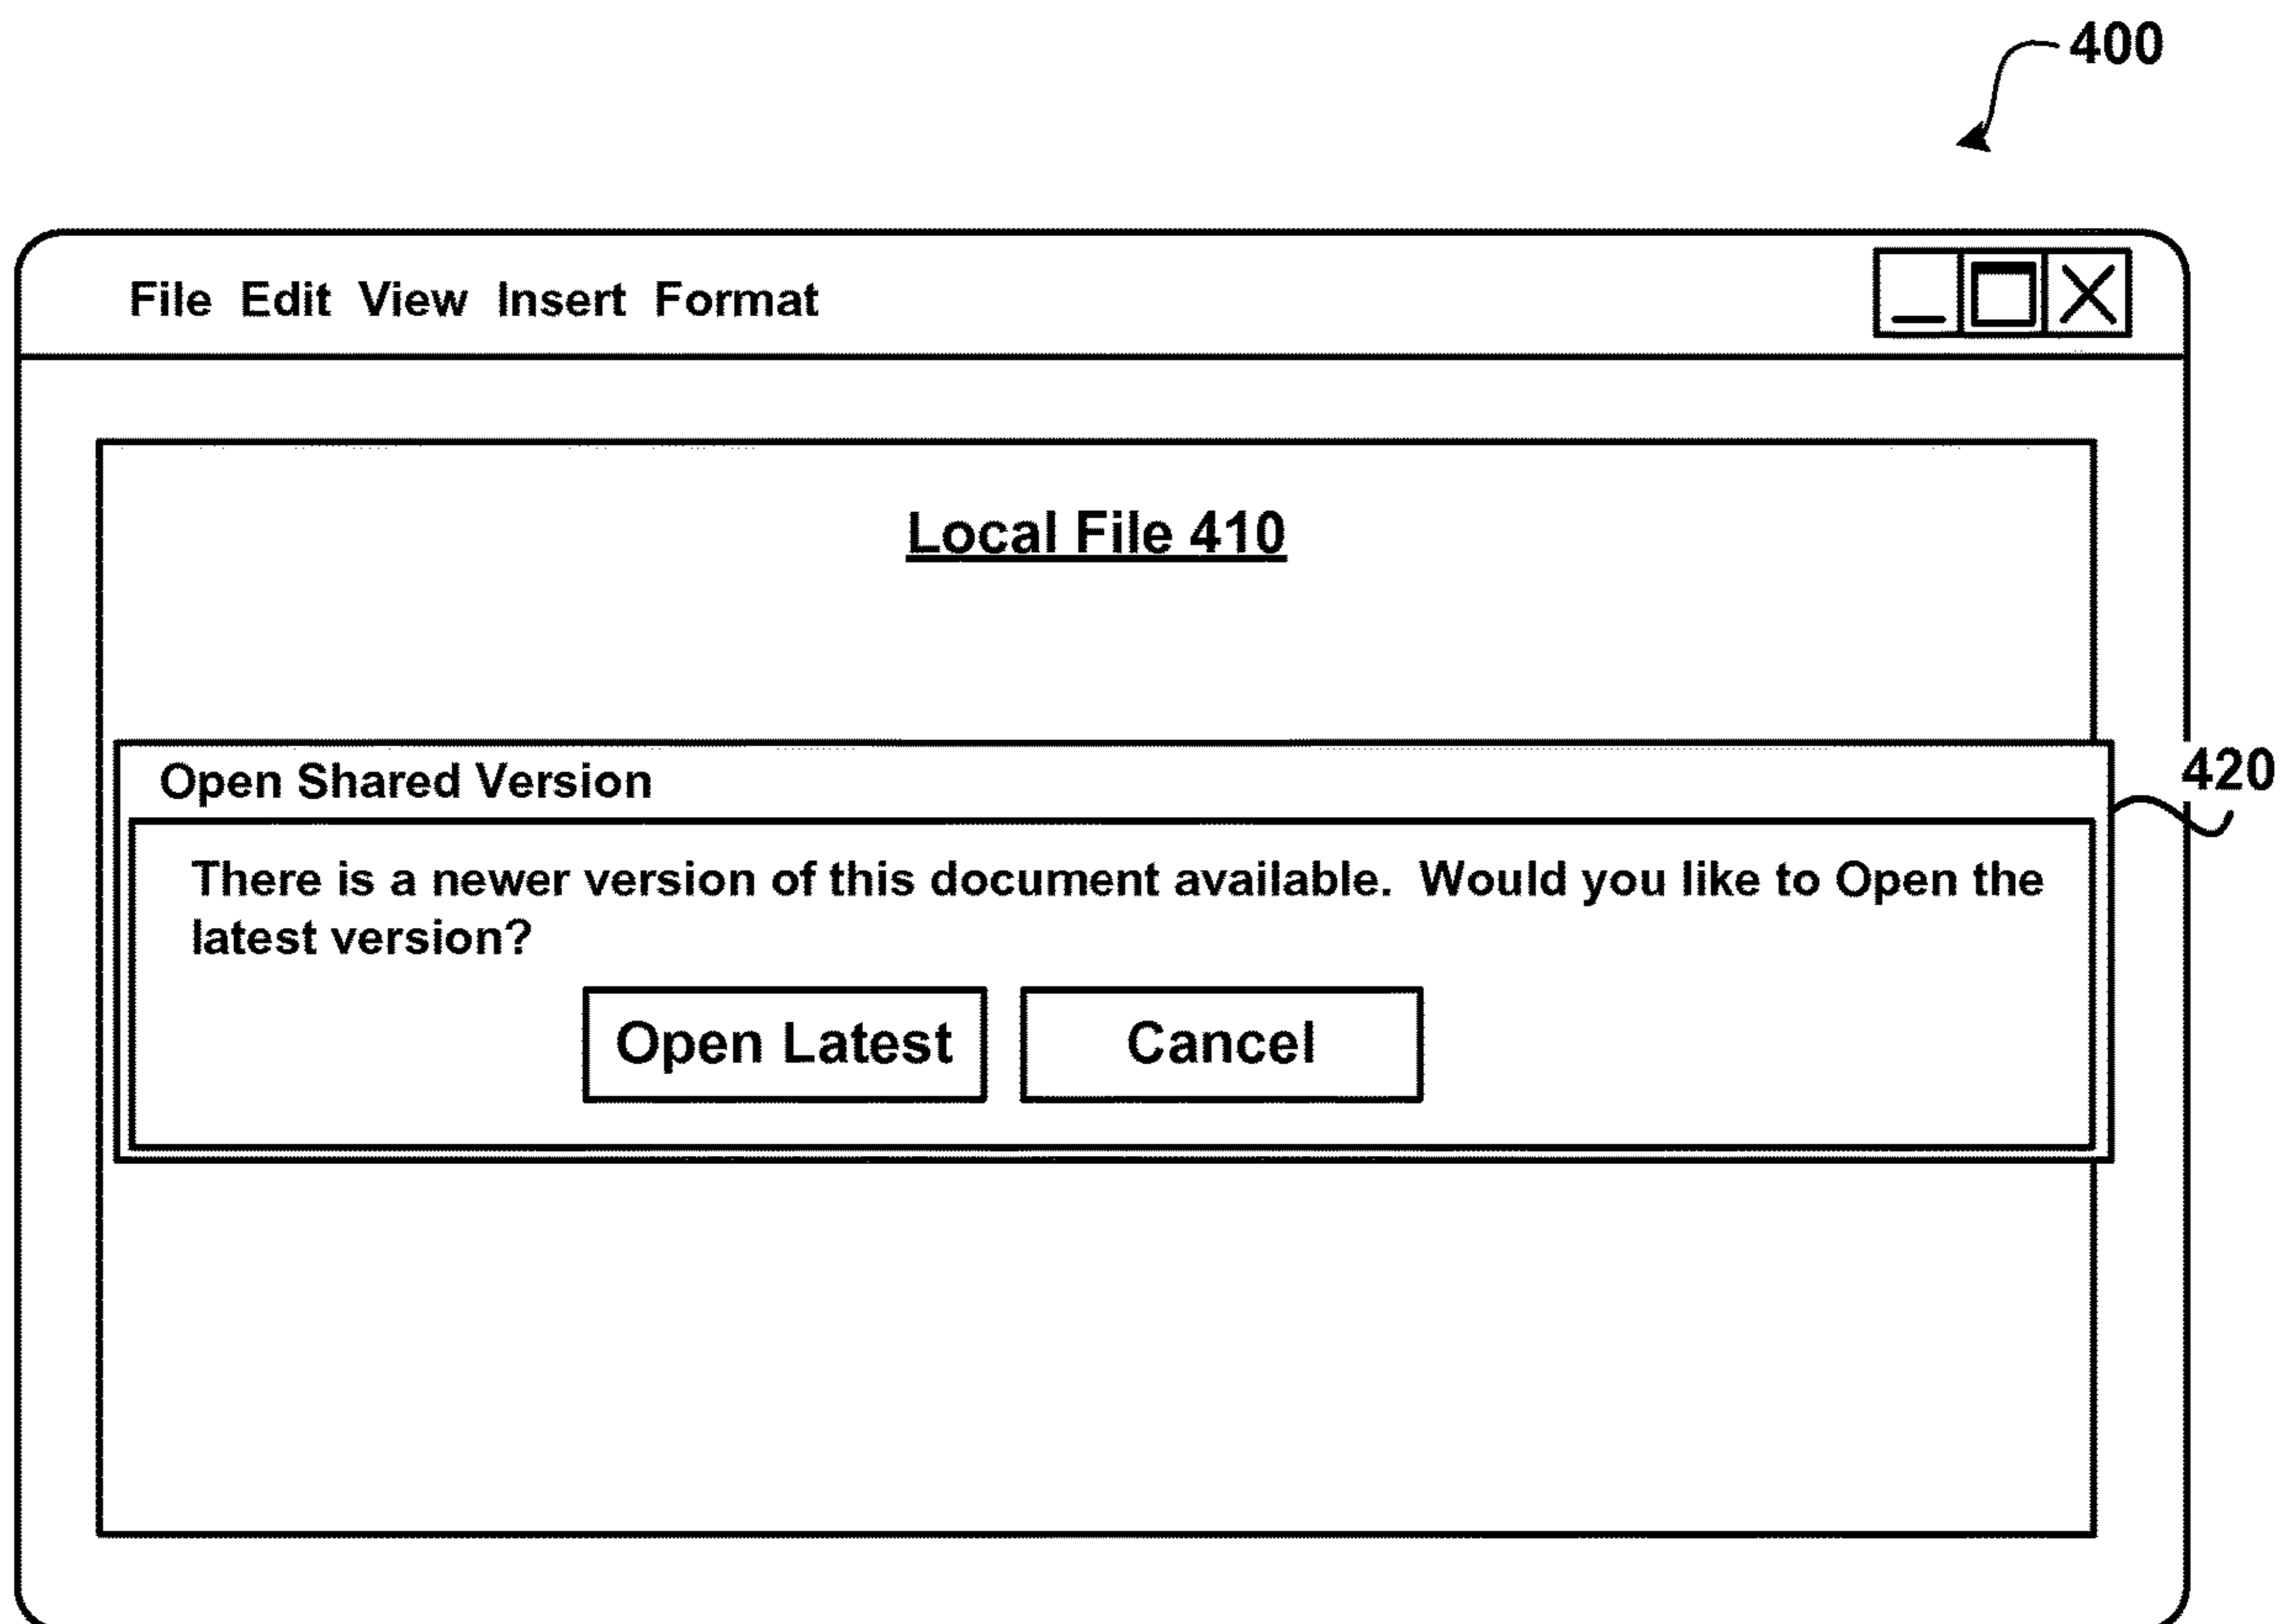 400
File Edit View Insert Format
Local File 410
Open Shared Version
420
There is a newer version of this document available. Would you like to Open the
latest version?
Open Latest
Cancel